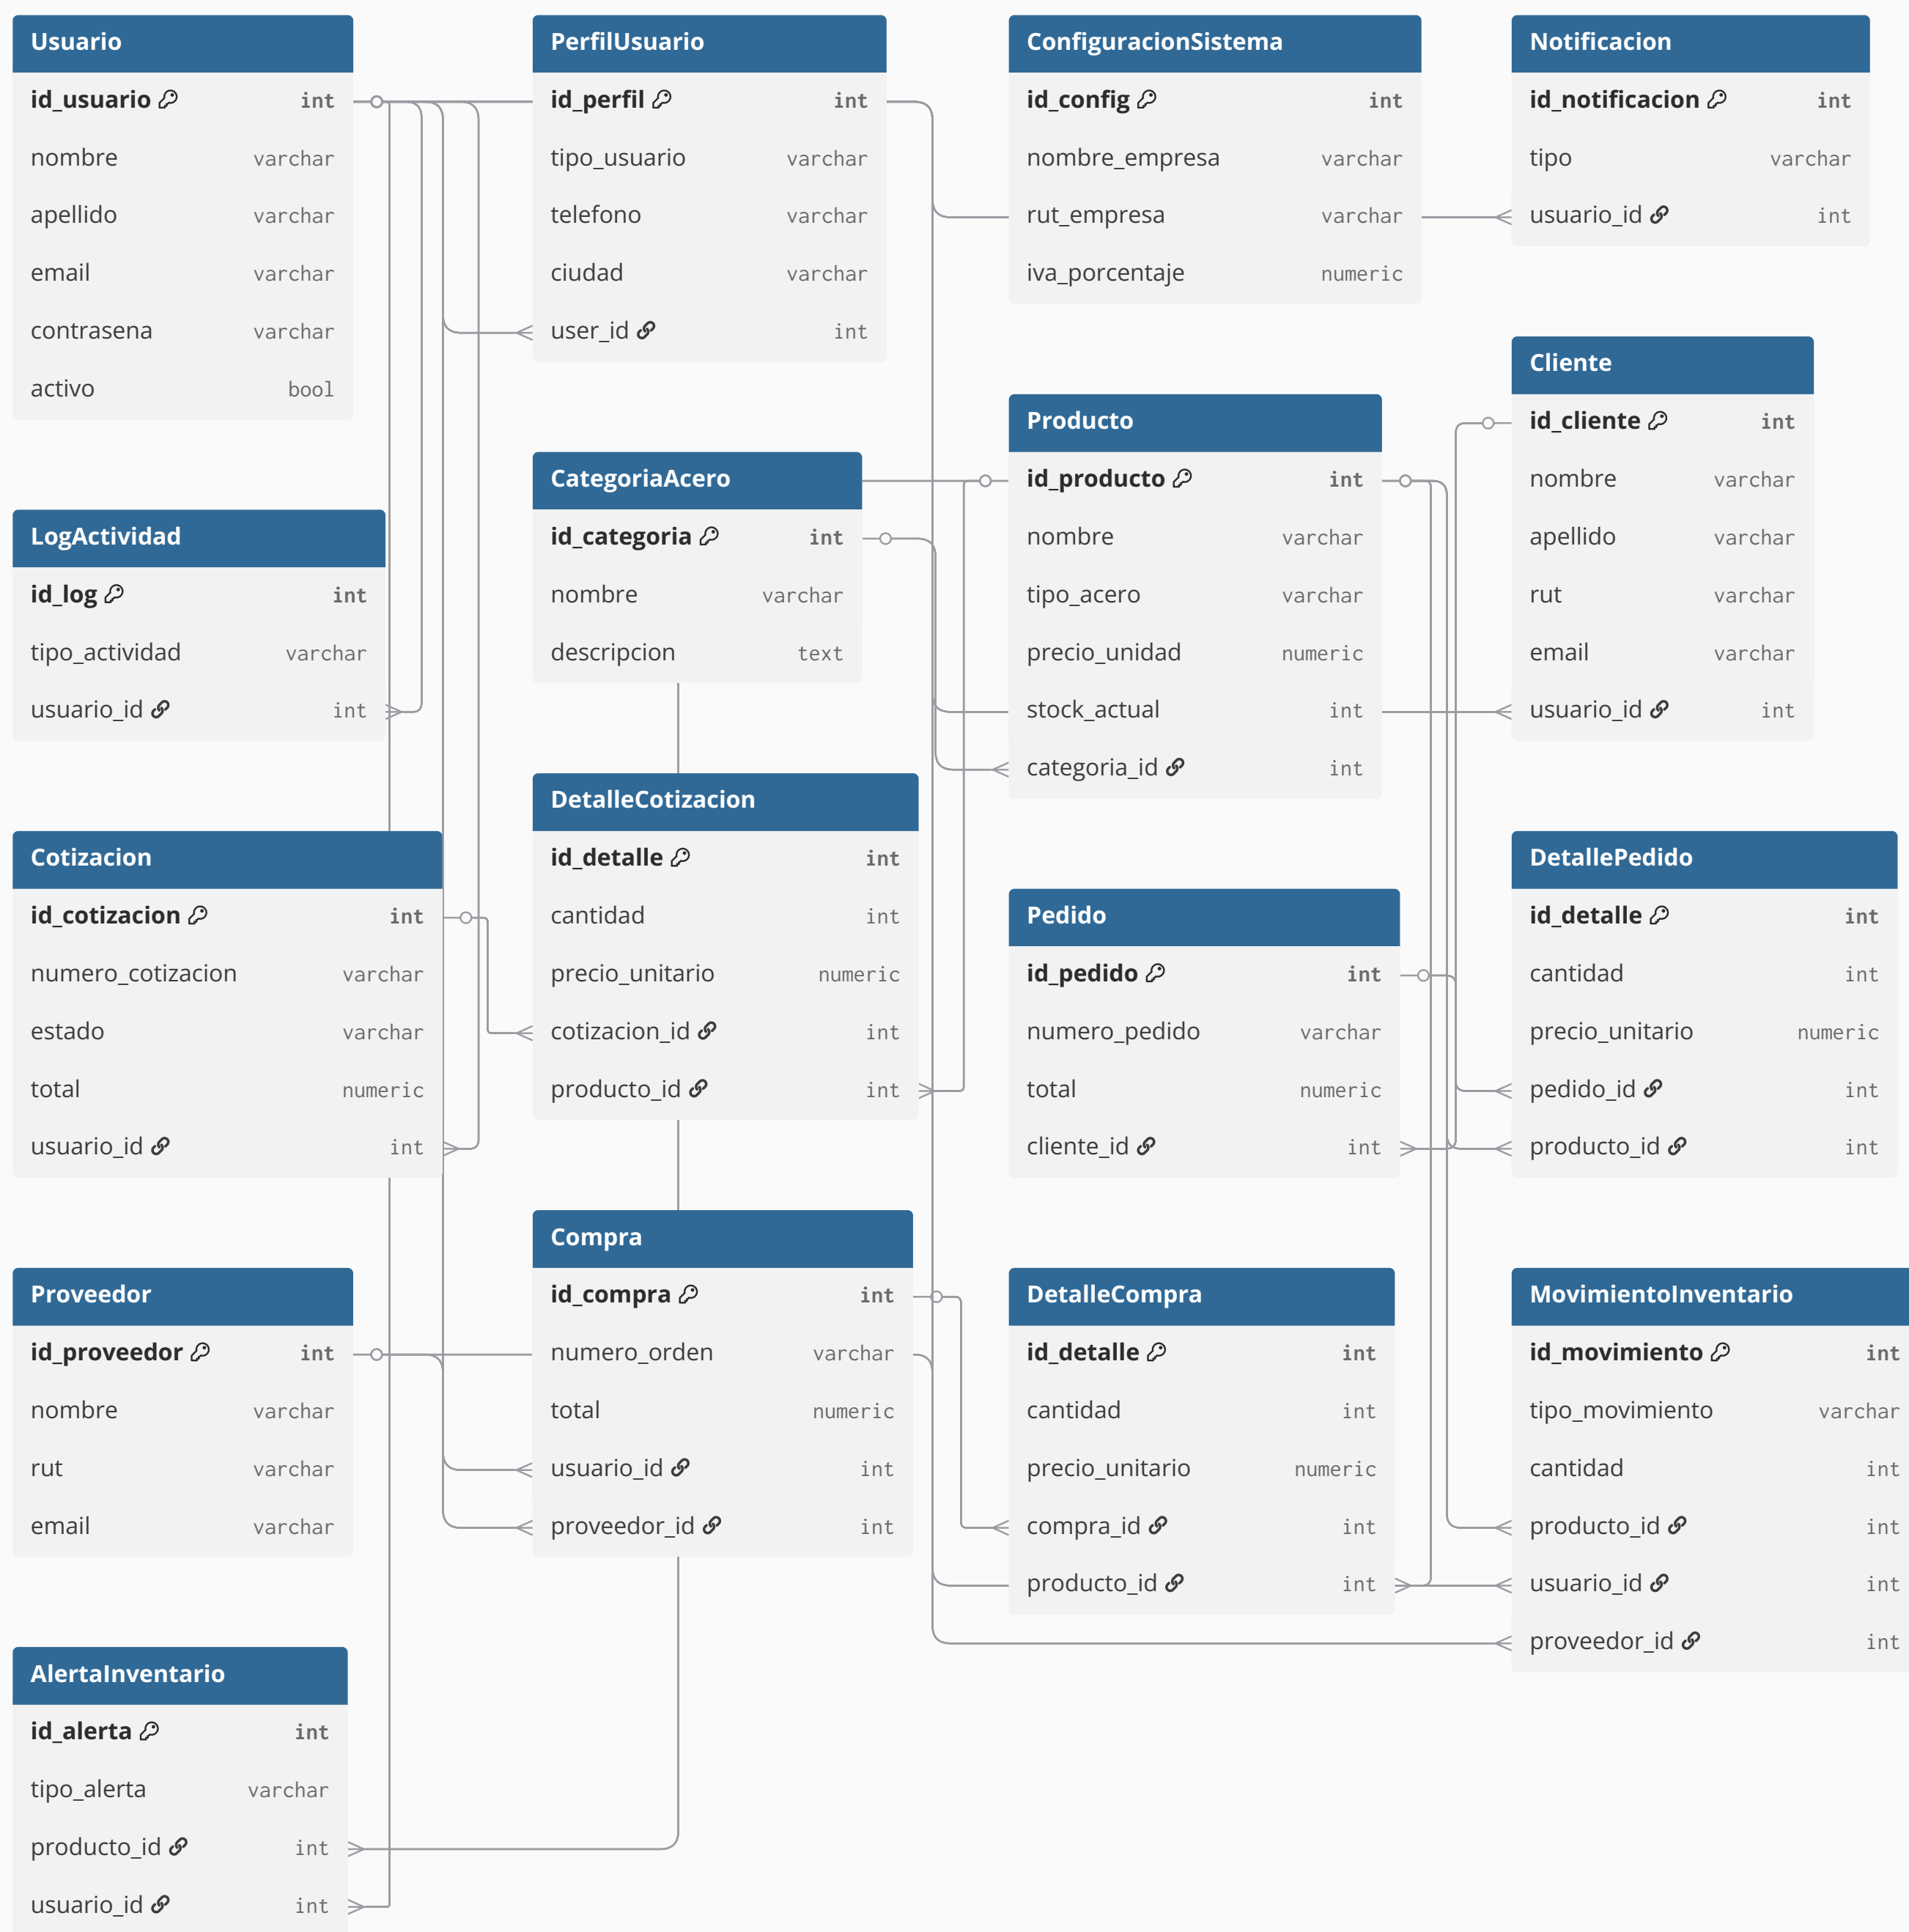 Usuario
id_usuario int
nombre varchar
apellido varchar
email varchar
contrasena varchar
activo bool
PerfilUsuario
id_perfil int
tipo_usuario varchar
telefono varchar
ciudad varchar
user_id int
ConfiguracionSistema
id_config int
nombre_empresa varchar
rut_empresa varchar
iva_porcentaje numeric
Notificacion
id_notificacion int
tipo varchar
usuario_id int
Cliente
id_cliente int
nombre varchar
apellido varchar
rut varchar
email varchar
usuario_id int
Producto
id_producto int
nombre varchar
tipo_acero varchar
precio_unidad numeric
stock_actual int
categoria_id int
CategoriaAcero
id_categoria int
nombre varchar
descripcion text
LogActividad
id_log int
tipo_actividad varchar
usuario_id int
DetalleCotizacion
id_detalle int
cantidad int
precio_unitario numeric
cotizacion_id int
producto_id int
Cotizacion
id_cotizacion int
numero_cotizacion varchar
estado varchar
total numeric
usuario_id int
Pedido
id_pedido int
numero_pedido varchar
total numeric
cliente_id int
DetallePedido
id_detalle int
cantidad int
precio_unitario numeric
pedido_id int
producto_id int
Proveedor
id_proveedor int
nombre varchar
rut varchar
email varchar
Compra
id_compra int
numero_orden varchar
total numeric
usuario_id int
proveedor_id int
DetalleCompra
id_detalle int
cantidad int
precio_unitario numeric
compra_id int
producto_id int
MovimientoInventario
id_movimiento int
tipo_movimiento varchar
cantidad int
producto_id int
usuario_id int
proveedor_id int
AlertaInventario
id_alerta int
tipo_alerta varchar
producto_id int
usuario_id int